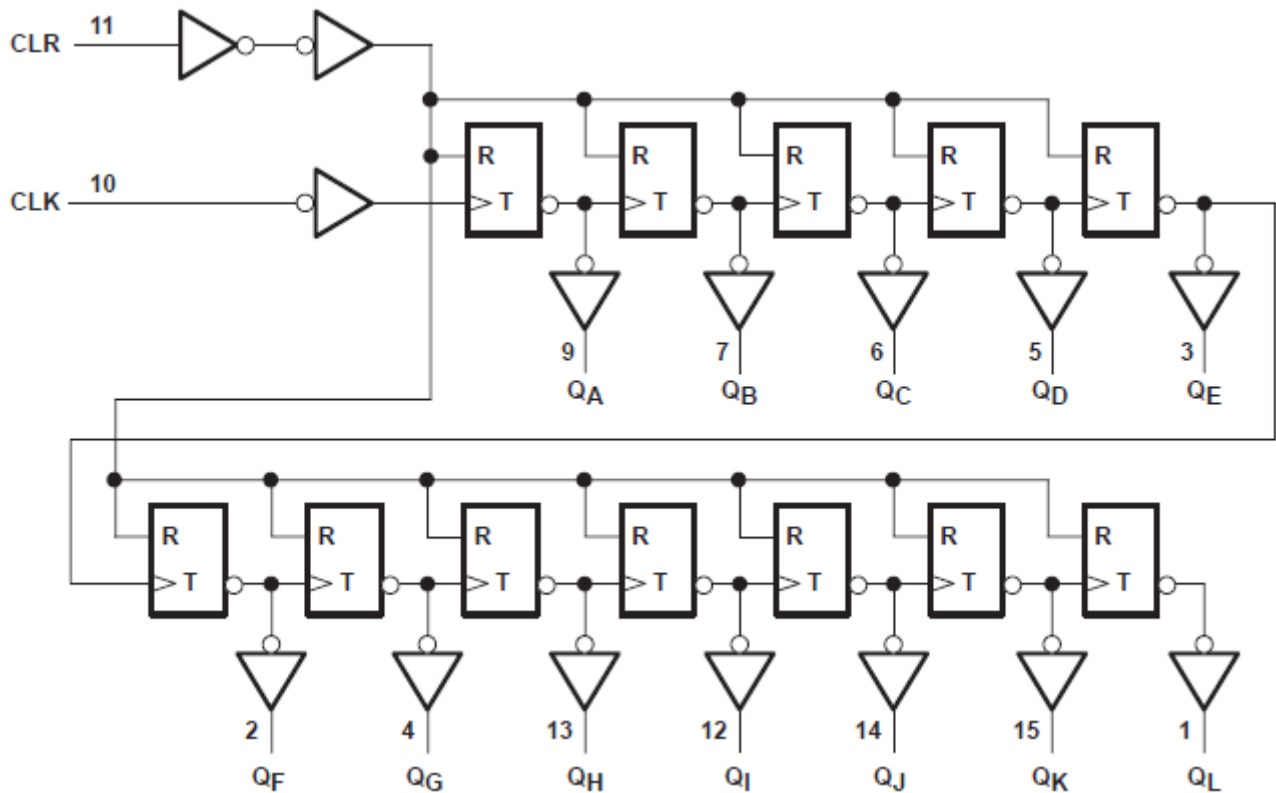 CLR 11
R R R R R
CLK 10
T T T T T
9 7 6 5 3
QA QB QC QD QE
R R R R R R R
T T T T T T T
2 4 13 12 14 15 1
QF QG QH QI QJ QK QL